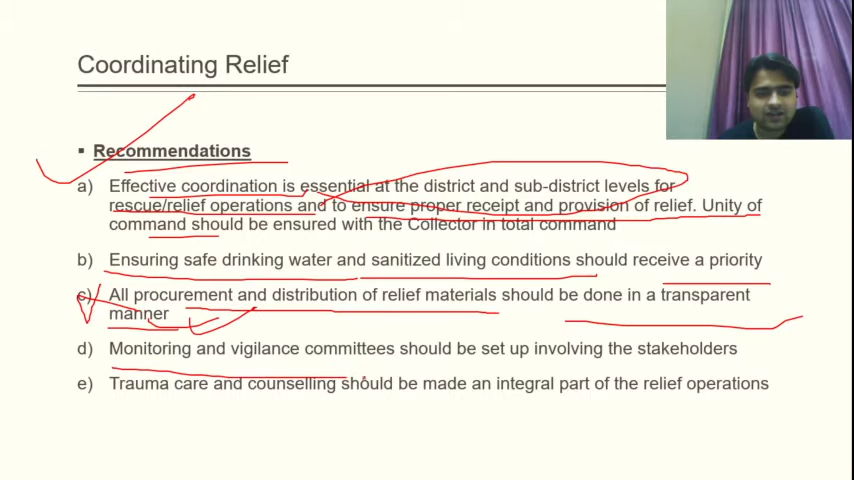 Coordinating Relief
▪ Recommendations
a) Effective coordination is essential at the district and sub-district levels for
rescue/relief operations and to ensure proper receipt and provision of relief. Unity of
command should be ensured with the Collector in total command
b) Ensuring safe drinking water and sanitized living conditions should receive a priority
c) All procurement and distribution of relief materials should be done in a transparent
manner
d) Monitoring and vigilance committees should be set up involving the stakeholders
e) Trauma care and counselling should be made an integral part of the relief operations